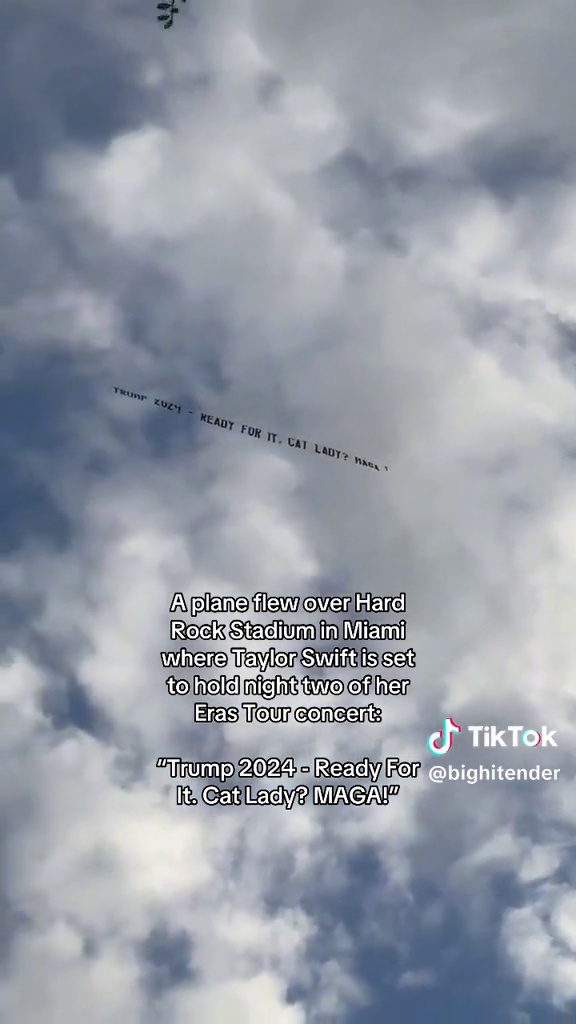 TRUMP 2024 - READY FOR IT. CAT LADY? MAGA !
A plane flew over Hard
Rock Stadium in Miami
where Taylor Swift is set
to hold night two of her
Eras Tour concert:
“Trump 2024 - Ready For
It. Cat Lady? MAGA!”
TikTok
@bighitender